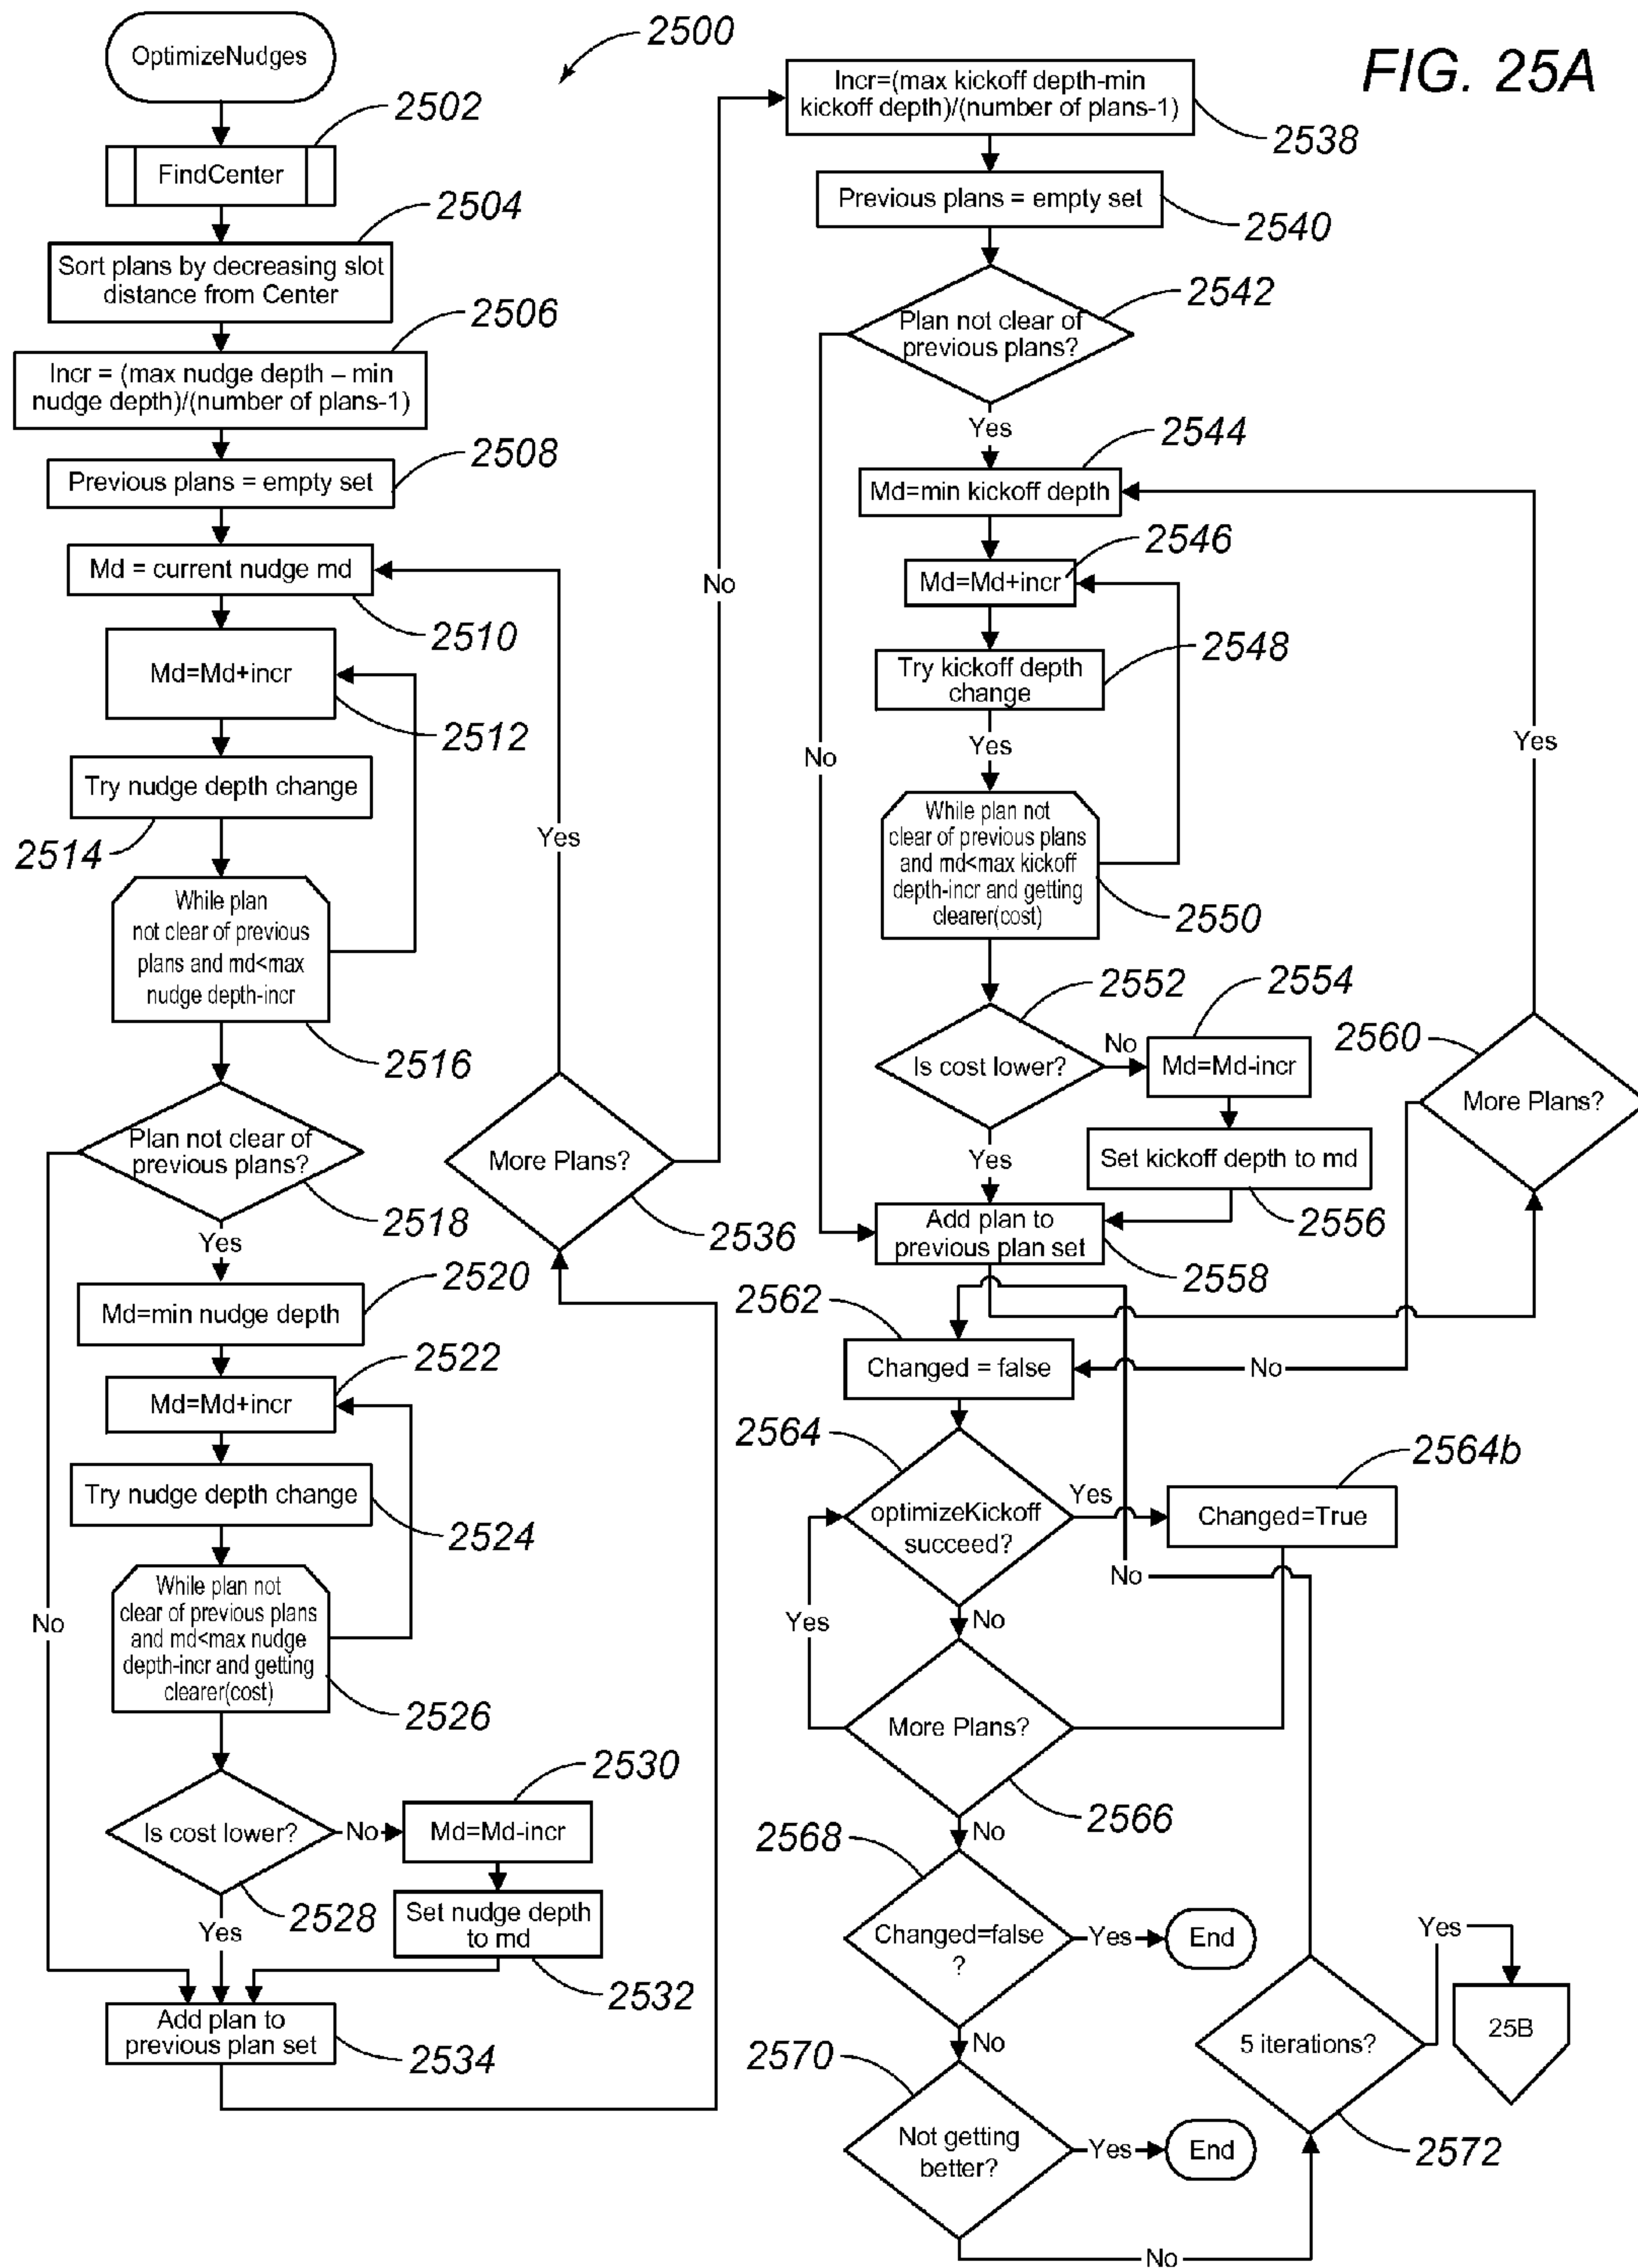 FIG. 25A
2500
OptimizeNudges
2502
FindCenter
2504
Sort plans by decreasing slot
distance from Center
2506
Incr = (max nudge depth – min
nudge depth)/(number of plans-1)
2508
Previous plans = empty set
Md = current nudge md
2510
Md=Md+incr
2512
Try nudge depth change
2514
While plan
not clear of previous
plans and md<max
nudge depth-incr
2516
Plan not clear of
previous plans?
2518
Yes
No
2520
Md=min nudge depth
2522
Md=Md+incr
Try nudge depth change
2524
While plan not
clear of previous plans
and md<max nudge
depth-incr and getting
clearer(cost)
2526
Is cost lower?
2528
No
2530
Md=Md-incr
Set nudge depth
to md
2532
Yes
Add plan to
previous plan set
2534
More Plans?
2536
Yes
No
Incr=(max kickoff depth-min
kickoff depth)/(number of plans-1)
2538
Previous plans = empty set
2540
2542
Plan not clear of
previous plans?
Yes
No
2544
Md=min kickoff depth
2546
Md=Md+incr
2548
Try kickoff depth
change
Yes
While plan not
clear of previous plans
and md<max kickoff
depth-incr and getting
clearer(cost)
2550
2552
Is cost lower?
No
2554
Md=Md-incr
Set kickoff depth to md
2556
Yes
Add plan to
previous plan set
2558
2560
More Plans?
Yes
No
2562
Changed = false
2564
optimizeKickoff
succeed?
Yes
2564b
Changed=True
No
Yes
More Plans?
2566
No
2568
Changed=false
?
Yes
End
No
2570
Not getting
better?
Yes
End
No
5 iterations?
2572
No
Yes
25B